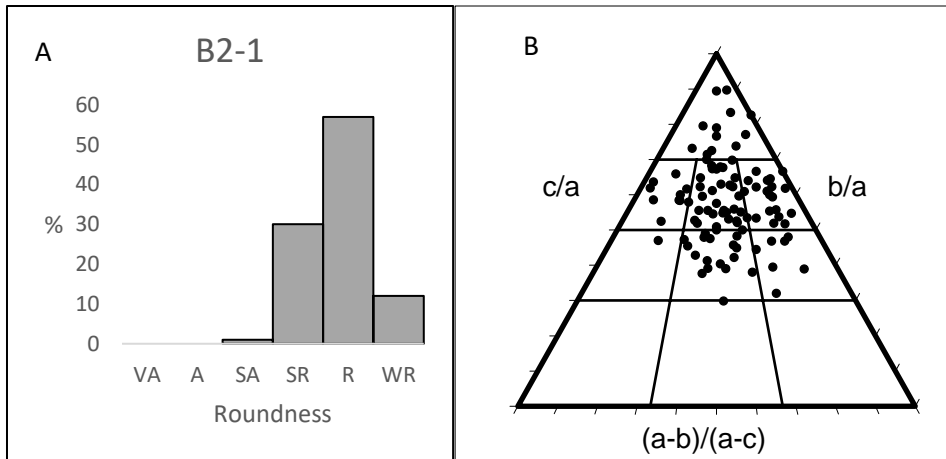 A
B2-1
60
50
40
30
20
10
0
%
VA A SA SR R WR
Roundness
B
c/a
b/a
(a-b)/(a-c)